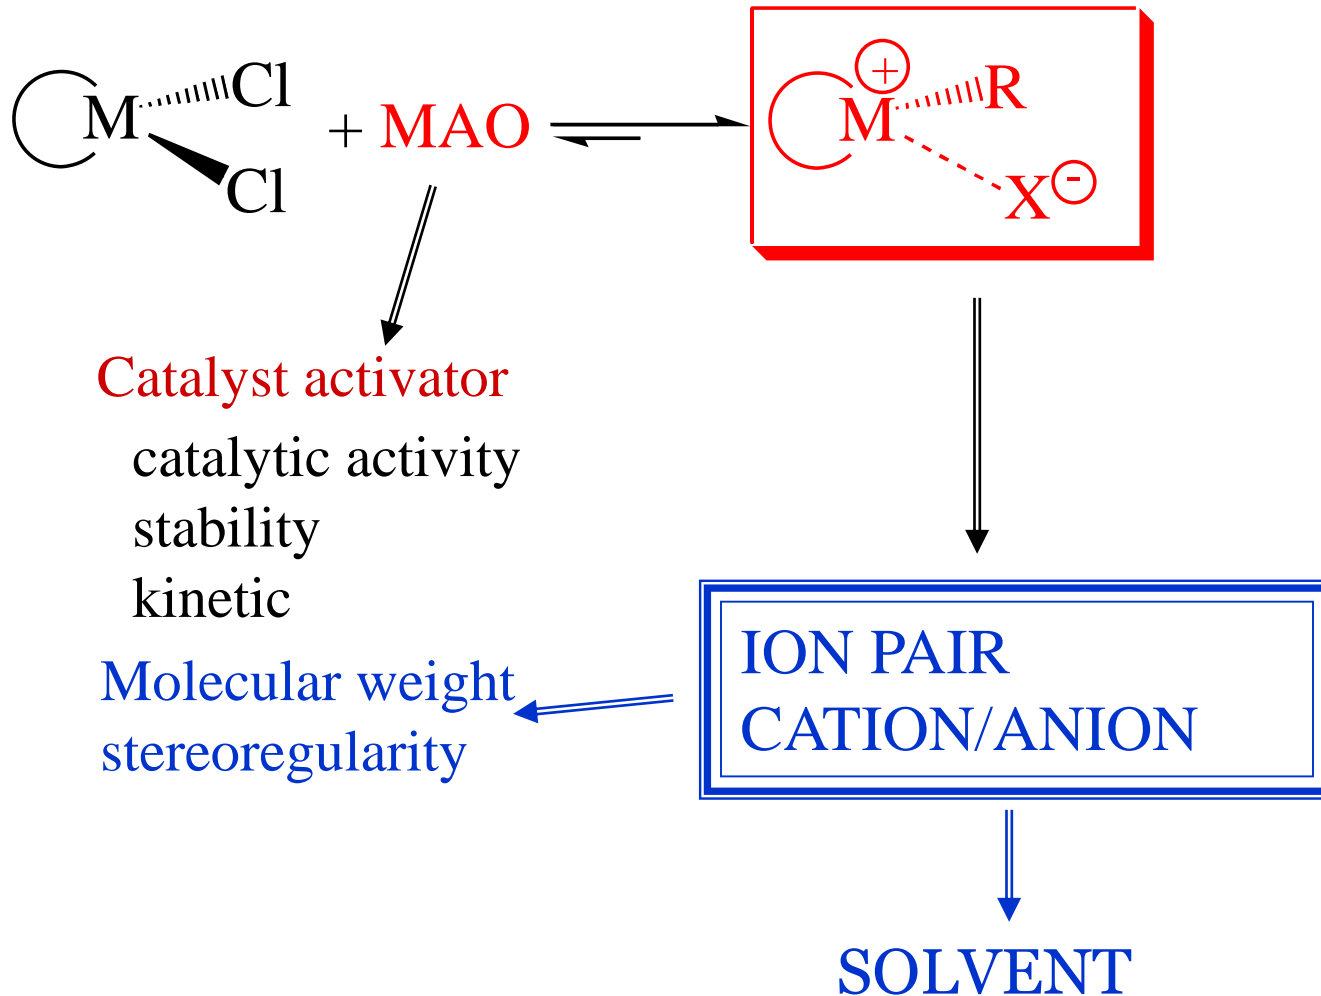 M Cl
Cl
+ MAO
M + R
X -
Catalyst activator
catalytic activity
stability
kinetic
Molecular weight
stereoregularity
ION PAIR
CATION/ANION
SOLVENT